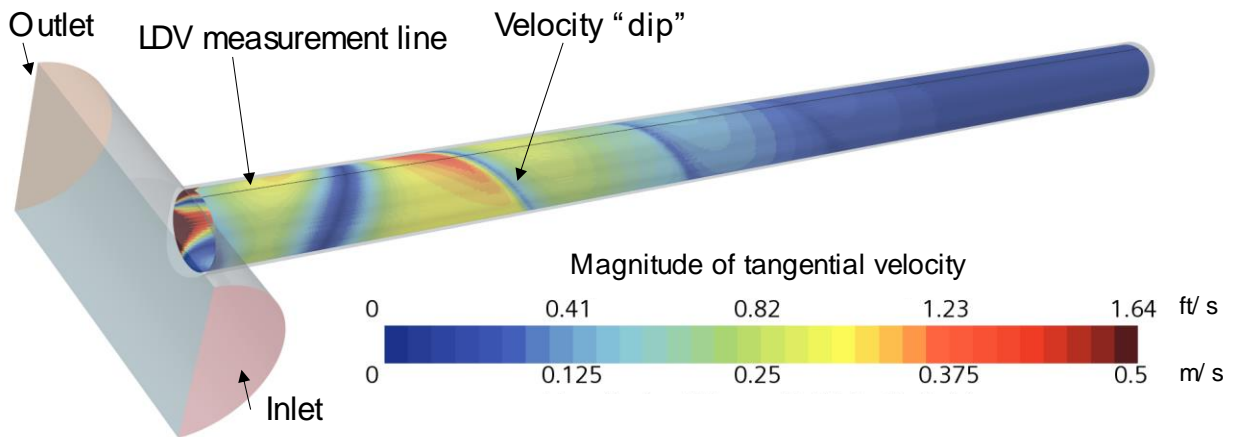 Outlet
LDV measurement line
Velocity “dip”
Magnitude of tangential velocity
0 0.41 0.82 1.23 1.64 ft/ s
0 0.125 0.25 0.375 0.5 m/ s
Inlet